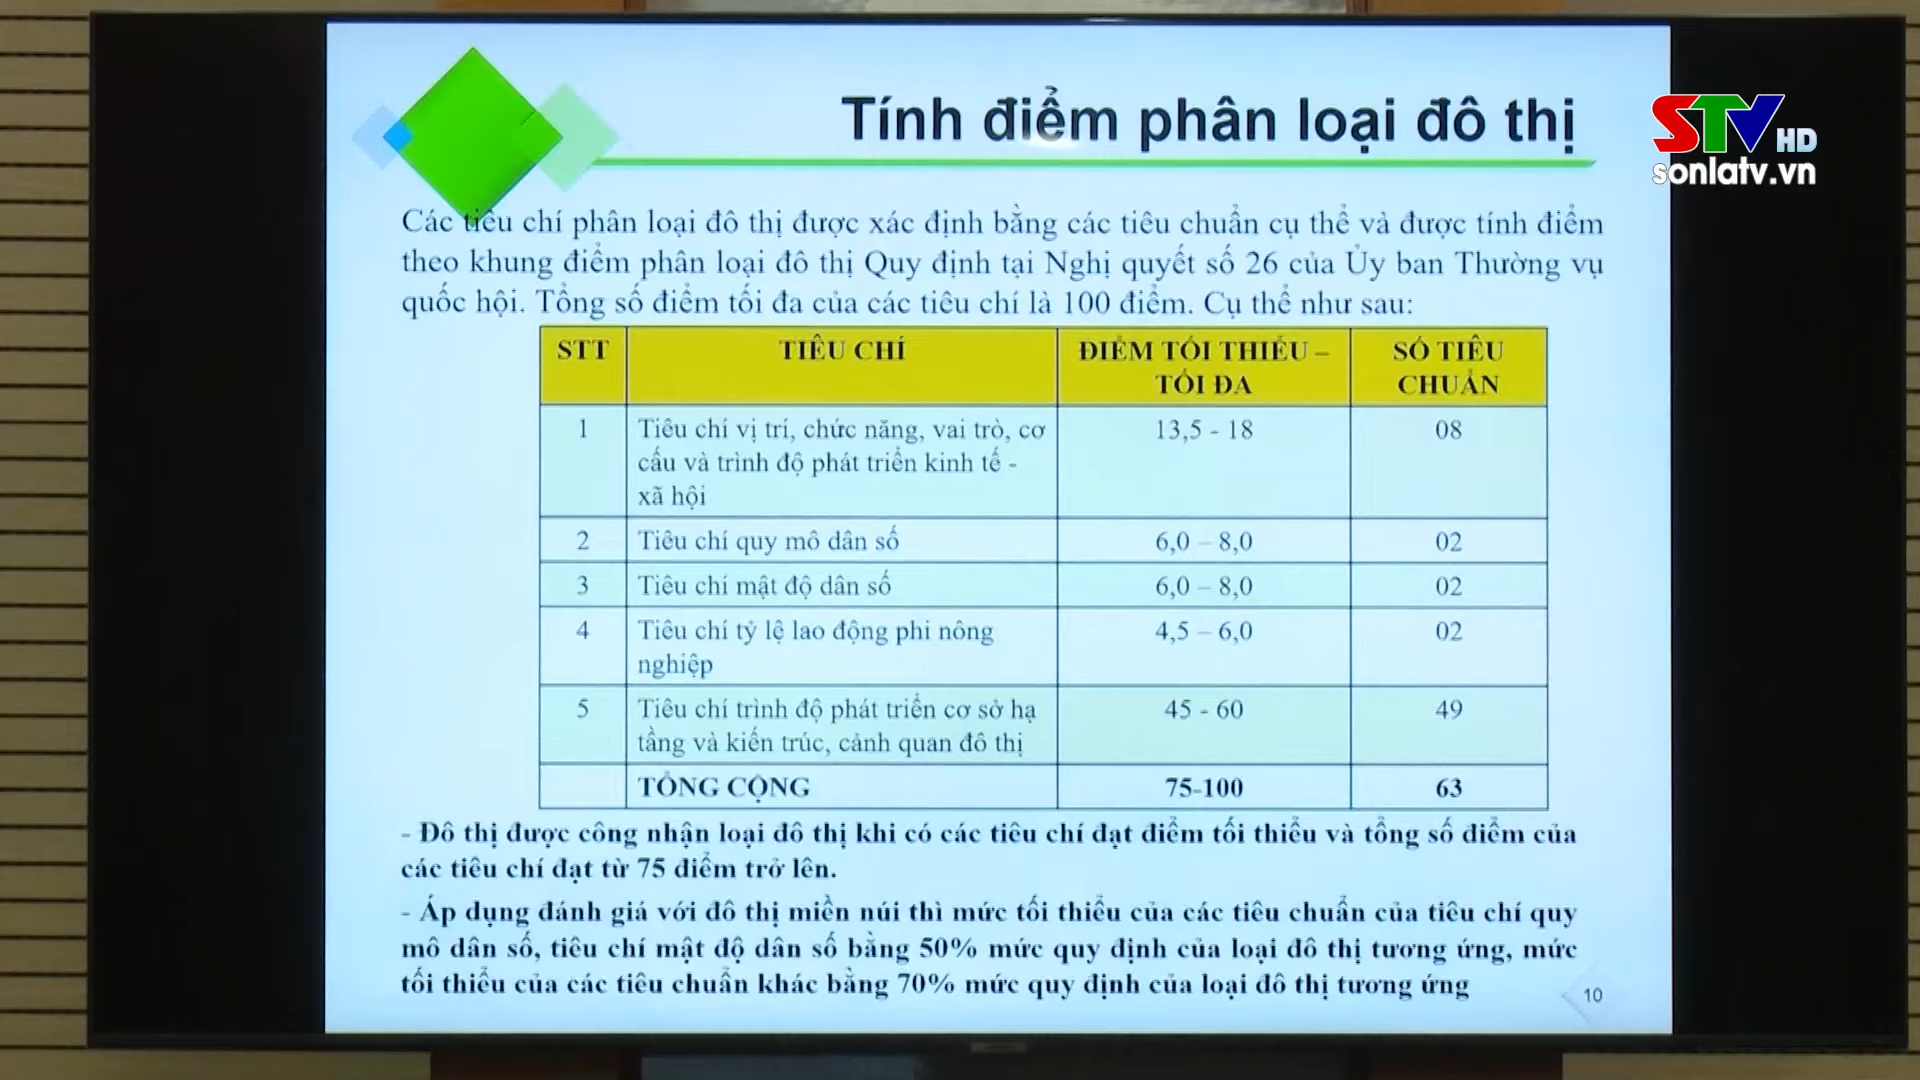 Tính điểm phân loại đô thị
STV HD
sonlatv.vn
Các tiêu chí phân loại đô thị được xác định bằng các tiêu chuẩn cụ thể và được tính điểm
theo khung điểm phân loại đô thị Quy định tại Nghị quyết số 26 của Ủy ban Thường vụ
quốc hội. Tổng số điểm tối đa của các tiêu chí là 100 điểm. Cụ thể như sau:
STT TIÊU CHÍ ĐIỂM TỐI THIỂU – SỐ TIÊU
TỐI ĐA CHUẨN
1 Tiêu chí vị trí, chức năng, vai trò, cơ 13,5 - 18 08
cấu và trình độ phát triển kinh tế -
xã hội
2 Tiêu chí quy mô dân số 6,0 – 8,0 02
3 Tiêu chí mật độ dân số 6,0 – 8,0 02
4 Tiêu chí tỷ lệ lao động phi nông 4,5 – 6,0 02
nghiệp
5 Tiêu chí trình độ phát triển cơ sở hạ 45 - 60 49
tầng và kiến trúc, cảnh quan đô thị
TỔNG CỘNG 75-100 63
- Đô thị được công nhận loại đô thị khi có các tiêu chí đạt điểm tối thiểu và tổng số điểm của
các tiêu chí đạt từ 75 điểm trở lên.
- Áp dụng đánh giá với đô thị miền núi thì mức tối thiểu của các tiêu chuẩn của tiêu chí quy
mô dân số, tiêu chí mật độ dân số bằng 50% mức quy định của loại đô thị tương ứng, mức
tối thiểu của các tiêu chuẩn khác bằng 70% mức quy định của loại đô thị tương ứng
10